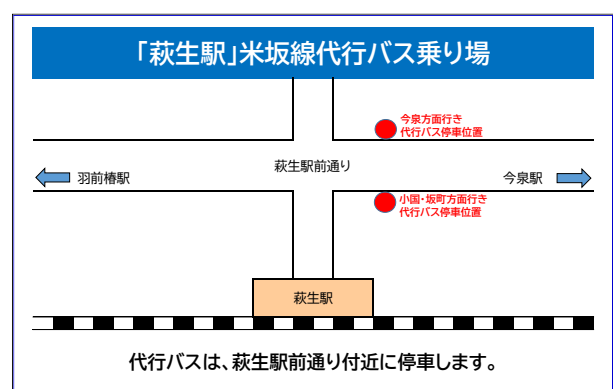 「萩生駅」米坂線代行バス乗り場
今泉方面行き
代行バス停車位置
萩生駅前通り
羽前椿駅
今泉駅
小国・坂町方面行き
代行バス停車位置
萩生駅
代行バスは、萩生駅前通り付近に停車します。